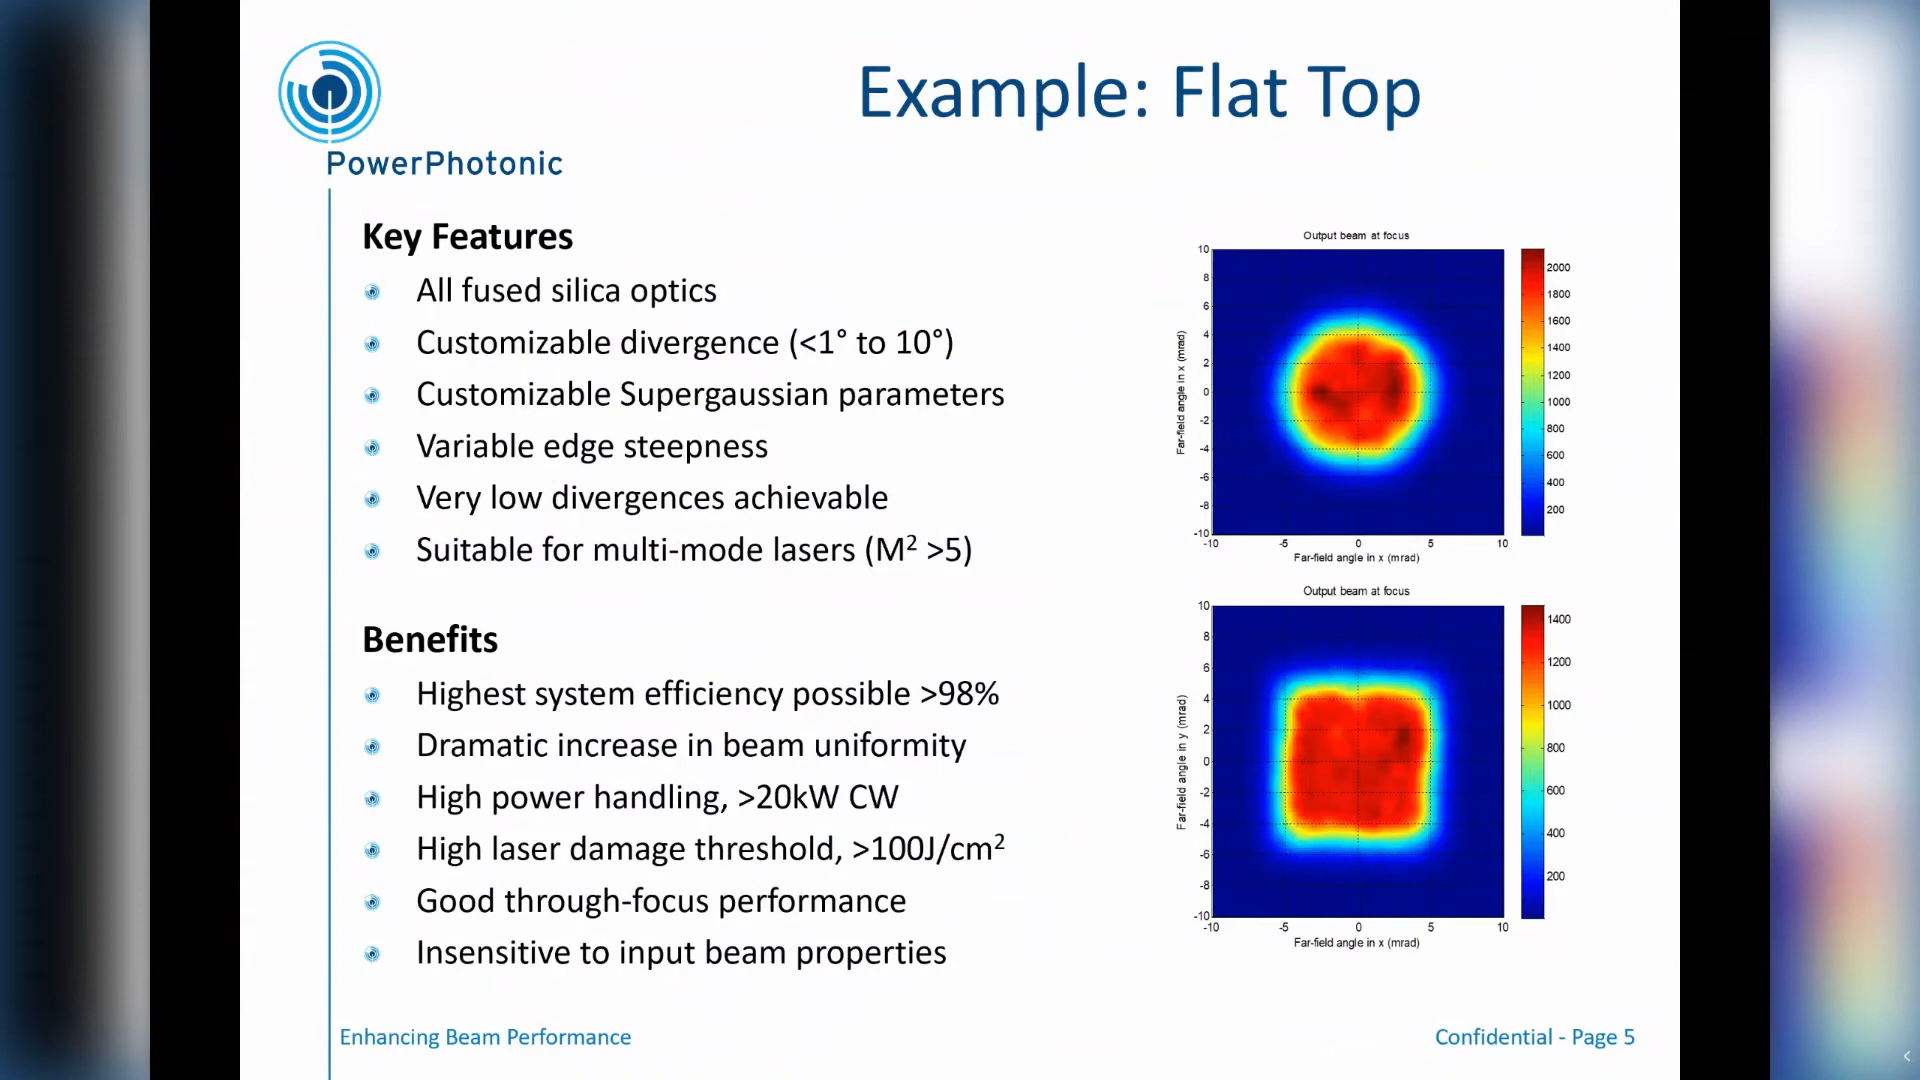 Example: Flat Top
PowerPhotonic
Key Features
All fused silica optics
Customizable divergence (<1° to 10°)
Customizable Supergaussian parameters
Variable edge steepness
Very low divergences achievable
Suitable for multi-mode lasers (M² >5)
Benefits
Highest system efficiency possible >98%
Dramatic increase in beam uniformity
High power handling, >20kW CW
High laser damage threshold, >100J/cm²
Good through-focus performance
Insensitive to input beam properties
Output beam at focus
Far-field angle in x (mrad)
10
8
6
4
2
0
-2
-4
-6
-8
-10
-10 -5 0 5 10
Far-field angle in x (mrad)
2000
1800
1600
1400
1200
1000
800
600
400
200
Output beam at focus
Far-field angle in y (mrad)
10
8
6
4
2
0
-2
-4
-6
-8
-10
-10 -5 0 5 10
Far-field angle in x (mrad)
1400
1200
1000
800
600
400
200
Enhancing Beam Performance
Confidential - Page 5